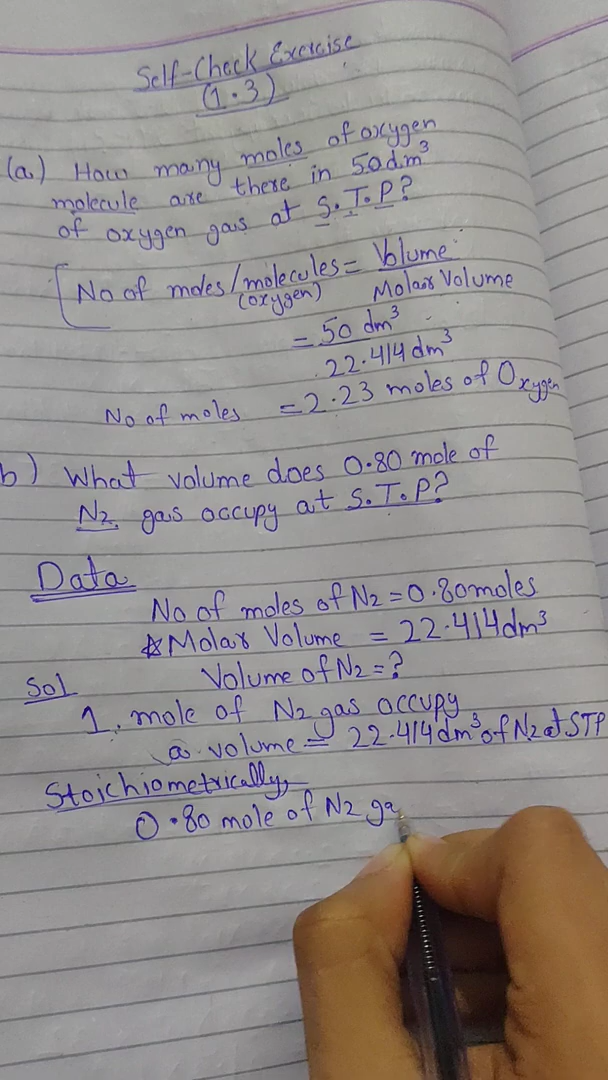 Self-Check Exercise
(1.3)
(a) How many moles of oxygen
molecule are there in 50dm³
of oxygen gas at S.T.P?
No of moles/molecules = Volume
(oxygen) Molar Volume
= 50 dm³
22.414dm³
No of moles = 2.23 moles of Oxygen
b) What volume does 0.80 mole of
N2 gas occupy at S.T.P?
Data
No of moles of N2 = 0.80moles
Molar Volume = 22.414dm³
Volume of N2 = ?
Sol
1 mole of N2 gas occupy
a volume = 22.414dm³ of N2 at STP
Stoichiometrically,
0.80 mole of N2 ga